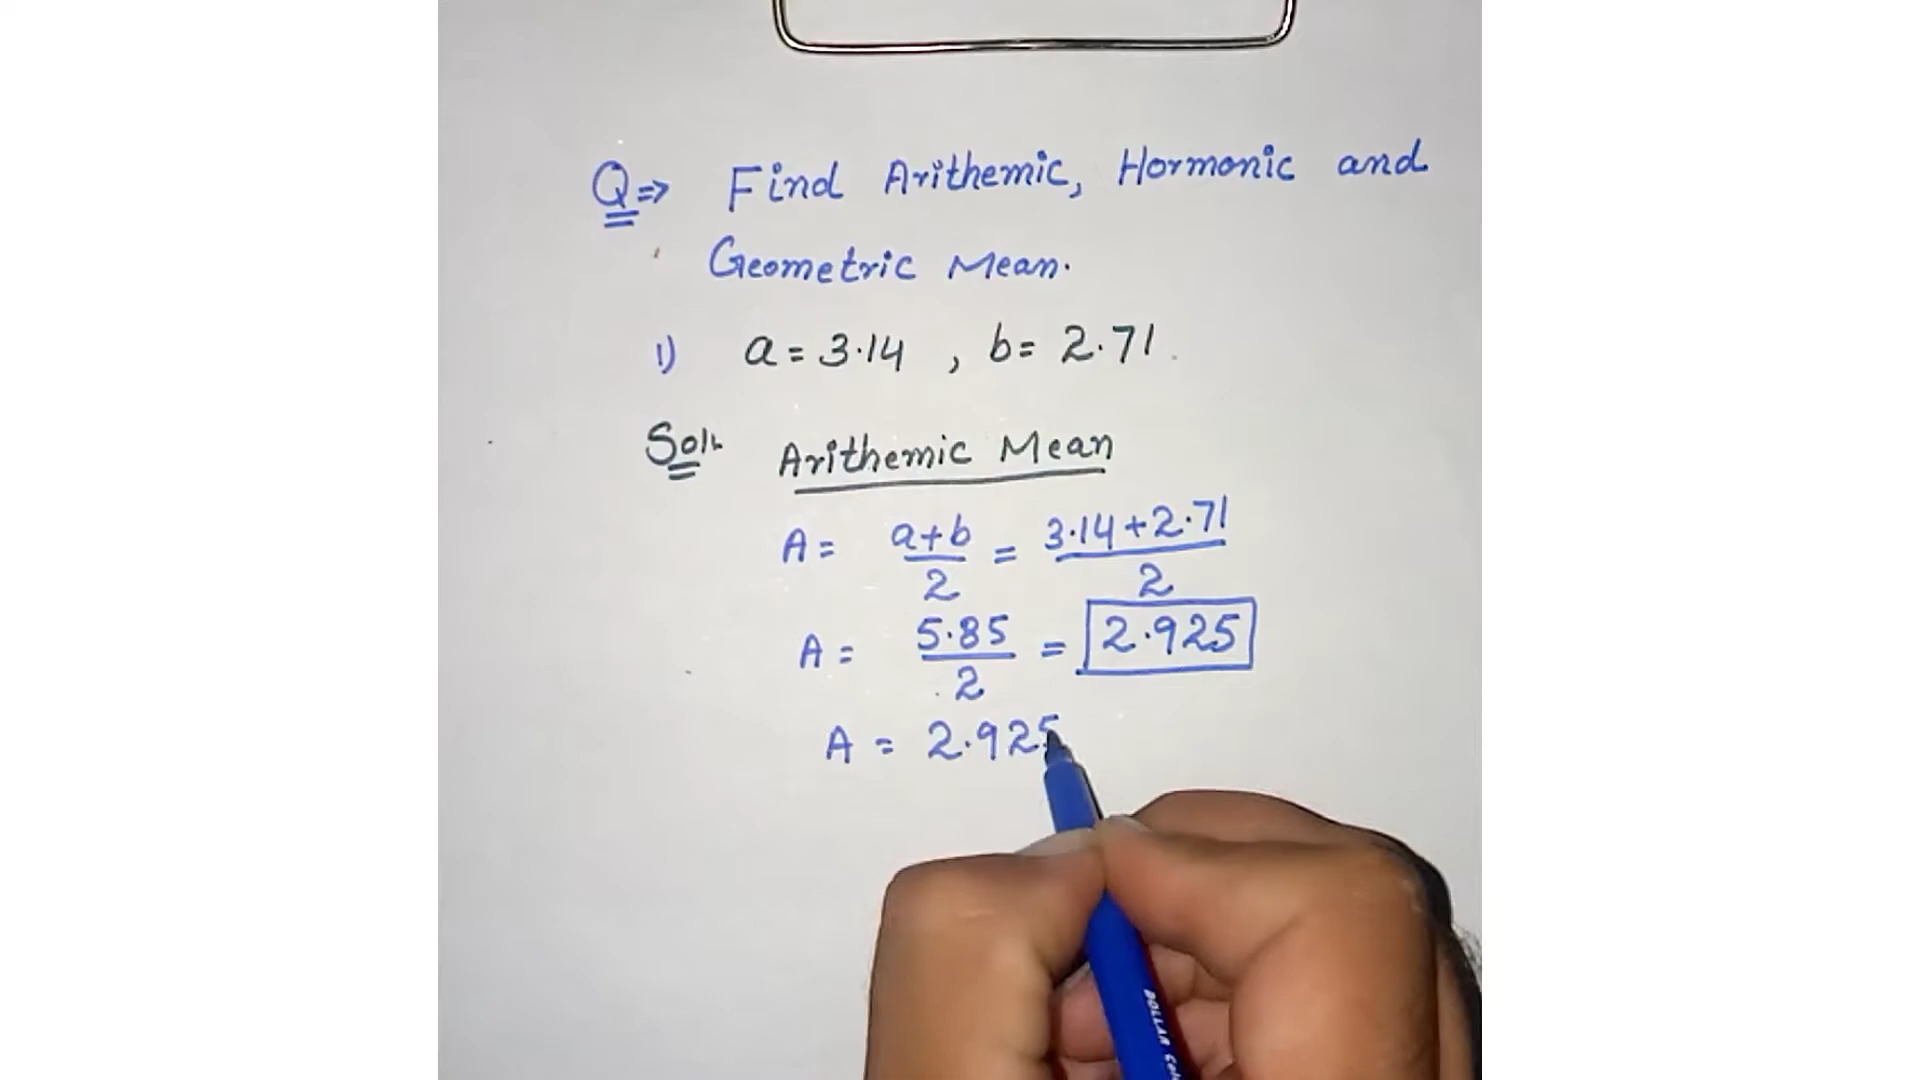 Q⇒ Find Arithemic, Hormonic and
Geometric Mean.
1) a = 3.14 , b = 2.71
Soln Arithemic Mean
A = a+b/2 = 3.14+2.71/2
A = 5.85/2 = 2.925
A = 2.925
DOLLAR